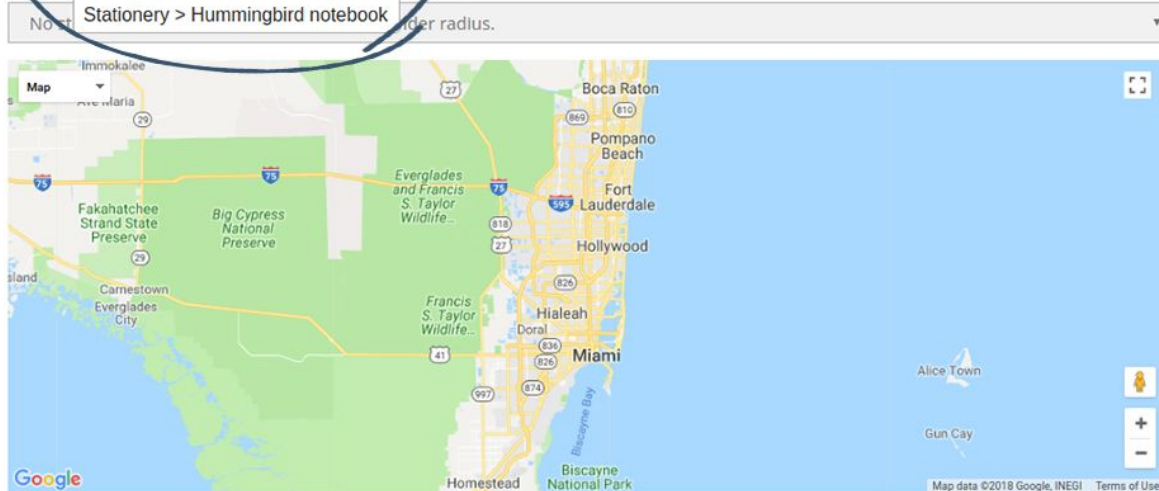 Stationery > Hummingbird notebook
No st
der radius.
Immokalee
Map
Ave Maria
29
27
Boca Raton
869
810
Pompano
Beach
75
75
Everglades
and Francis
S. Taylor
Wildlife...
75
595
Fort
Lauderdale
Fakahatchee
Strand State
Preserve
Big Cypress
National
Preserve
818
27
Hollywood
29
sland
Carnestown
826
Everglades
City
Francis
S. Taylor
Wildlife...
Hialeah
Doral
836
41
826
Miami
Alice Town
997
874
Biscayne Bay
Gun Cay
Google
Homestead
Biscayne
National Park
Map data ©2018 Google, INEGI
Terms of Use